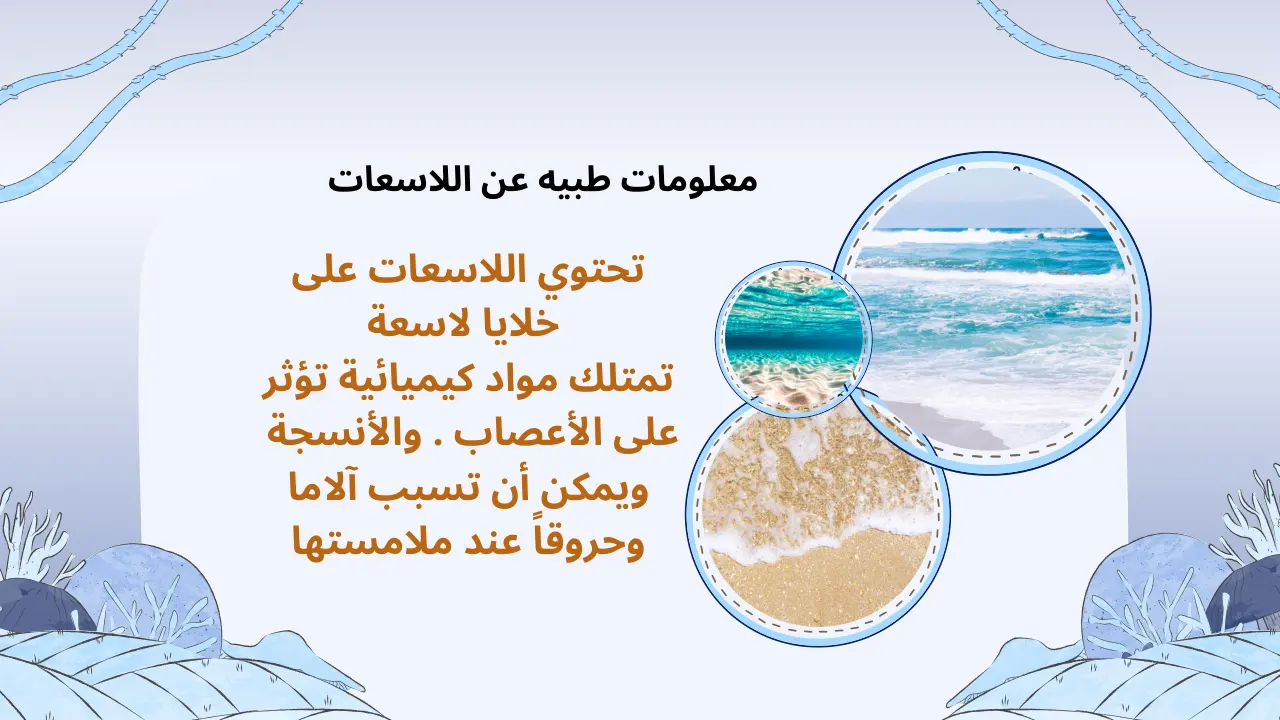 معلومات طبيه عن اللاسعات
تحتوي اللاسعات على
خلايا لاسعة
تمتلك مواد كيميائية تؤثر
على الأعصاب . والأنسجة
ويمكن أن تسبب آلاما
وحروقاً عند ملامستها